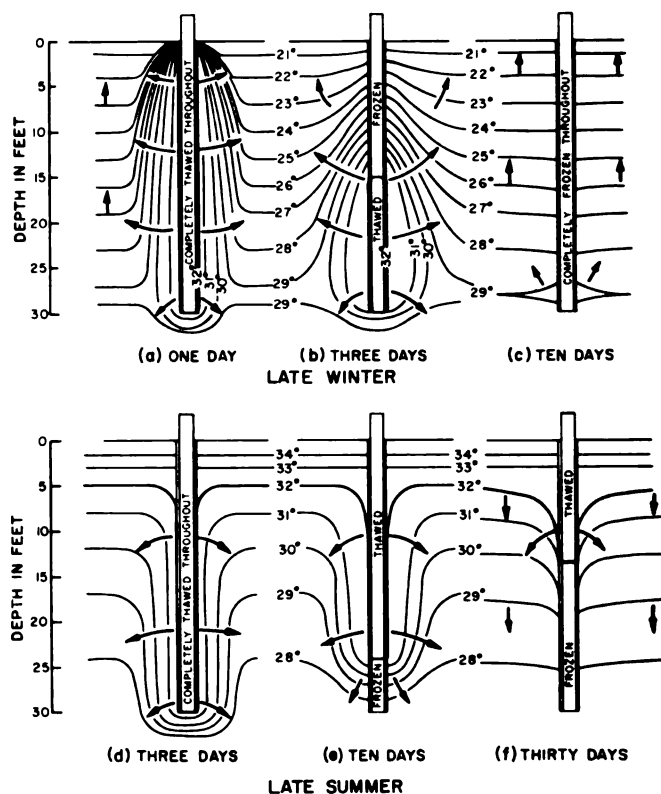 DEPTH IN FEET
0
5
10
15
20
25
30
COMPLETELY THAWED THROUGHOUT
32°
31°
30°
21°
22°
23°
24°
25°
26°
27°
28°
29°
29°
FROZEN
THAWED
32°
31°
30°
21°
22°
23°
24°
25°
26°
27°
28°
29°
COMPLETELY FROZEN THROUGHOUT
(a) ONE DAY
(b) THREE DAYS
(c) TEN DAYS
LATE WINTER
DEPTH IN FEET
0
5
10
15
20
25
30
COMPLETELY THAWED THROUGHOUT
34°
33°
32°
31°
30°
29°
28°
THAWED
FROZEN
34°
33°
32°
31°
30°
29°
28°
THAWED
FROZEN
(d) THREE DAYS
(e) TEN DAYS
(f) THIRTY DAYS
LATE SUMMER